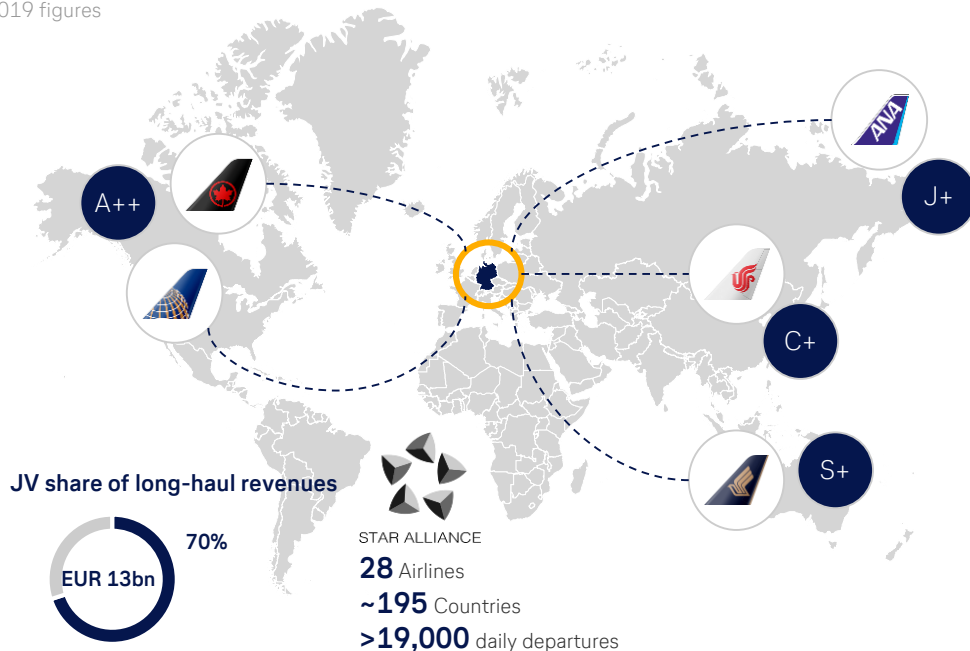 019 figures
ANA
A++
J+
C+
S+
JV share of long-haul revenues
70%
EUR 13bn
STAR ALLIANCE
28 Airlines
~195 Countries
>19,000 daily departures